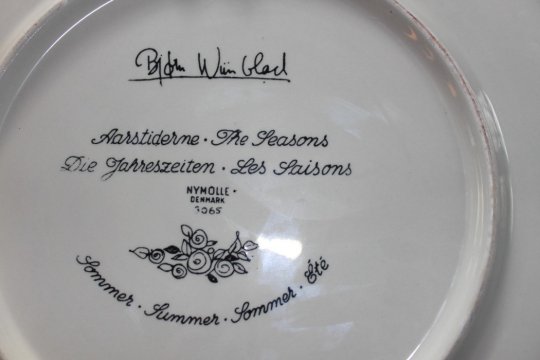 Bjørn Wiinblad
Aarstiderne · The Seasons
Die Jahreszeiten · Les Saisons
NYMOLLE ·
DENMARK
3065
Sommer · Summer · Sommer · Été